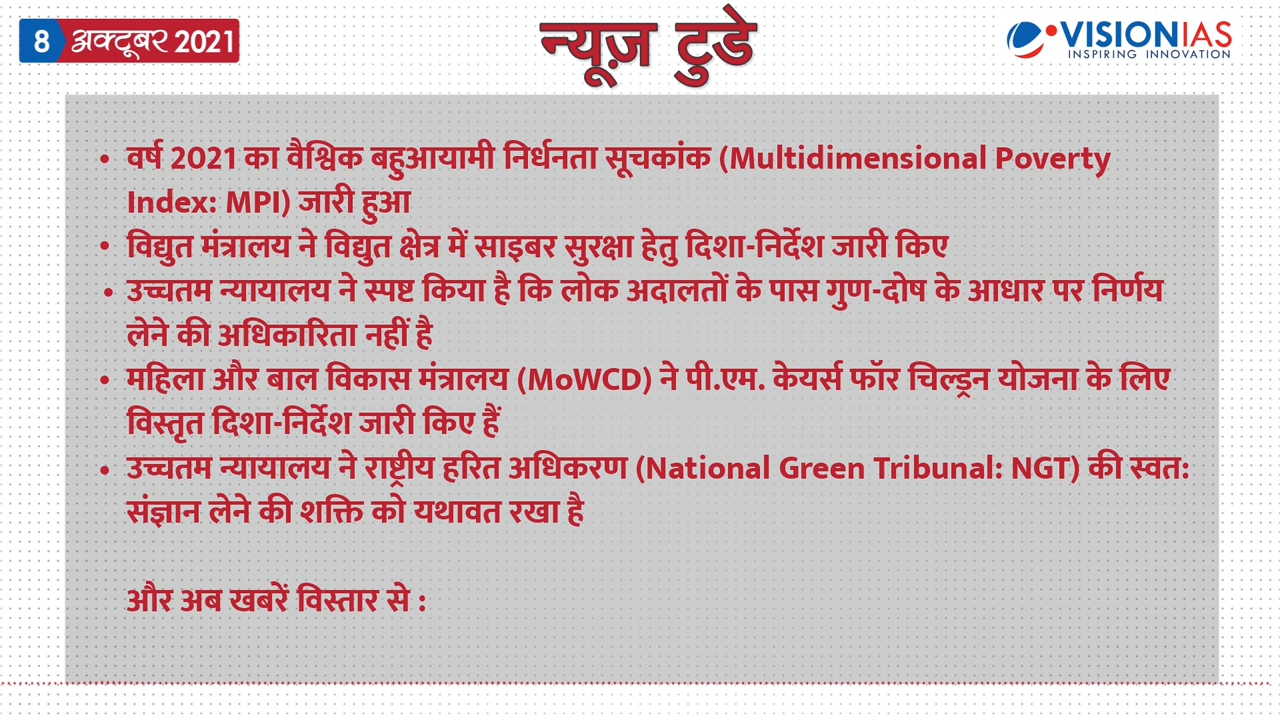 8 अक्टूबर 2021
न्यूज़ टुडे
VISIONIAS
INSPIRING INNOVATION
• वर्ष 2021 का वैश्विक बहुआयामी निर्धनता सूचकांक (Multidimensional Poverty
Index: MPI) जारी हुआ
• विद्युत मंत्रालय ने विद्युत क्षेत्र में साइबर सुरक्षा हेतु दिशा-निर्देश जारी किए
• उच्चतम न्यायालय ने स्पष्ट किया है कि लोक अदालतों के पास गुण-दोष के आधार पर निर्णय
लेने की अधिकारिता नहीं है
• महिला और बाल विकास मंत्रालय (MoWCD) ने पी.एम. केयर्स फॉर चिल्ड्रन योजना के लिए
विस्तृत दिशा-निर्देश जारी किए हैं
• उच्चतम न्यायालय ने राष्ट्रीय हरित अधिकरण (National Green Tribunal: NGT) की स्वत:
संज्ञान लेने की शक्ति को यथावत रखा है
और अब खबरें विस्तार से :